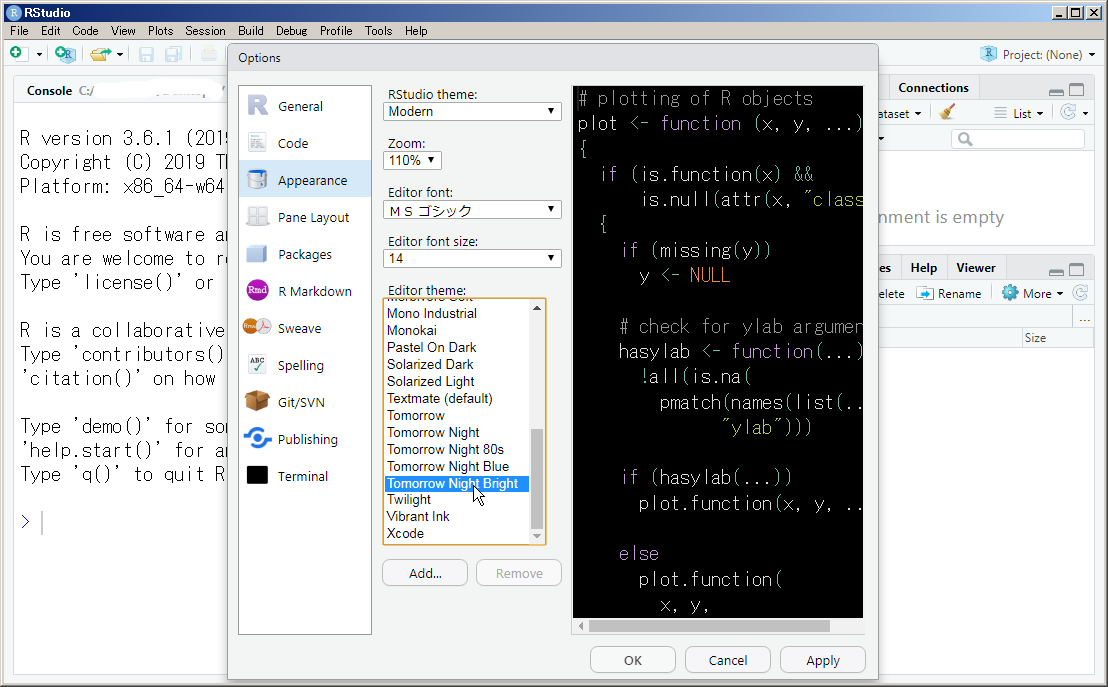 RStudio
File Edit Code View Plots Session Build Debug Profile Tools Help
Project: (None)
Console C:/
R version 3.6.1 (2019
Copyright (C) 2019 Th
Platform: x86_64-w64
R is free software an
You are welcome to re
Type 'license()' or
R is a collaborative
Type 'contributors()
'citation()' on how
Type 'demo()' for som
'help.start()' for an
Type 'q()' to quit R
>
Options
General
Code
Appearance
Pane Layout
Packages
R Markdown
Sweave
Spelling
Git/SVN
Publishing
Terminal
RStudio theme:
Modern
Zoom:
110%
Editor font:
ＭＳ ゴシック
Editor font size:
14
Editor theme:
Mono Industrial
Monokai
Pastel On Dark
Solarized Dark
Solarized Light
Textmate (default)
Tomorrow
Tomorrow Night
Tomorrow Night 80s
Tomorrow Night Blue
Tomorrow Night Bright
Twilight
Vibrant Ink
Xcode
Add... Remove
# plotting of R objects
plot <- function (x, y, ...)
{
if (is.function(x) &&
is.null(attr(x, "class
{
if (missing(y))
y <- NULL
# check for ylab argumen
hasylab <- function(...)
!all(is.na(
pmatch(names(list(..
"ylab")))
if (hasylab(...))
plot.function(x, y, ..
else
plot.function(
x, y,
OK Cancel Apply
Connections
ataset List
nment is empty
es Help Viewer
elete Rename More
...
Size